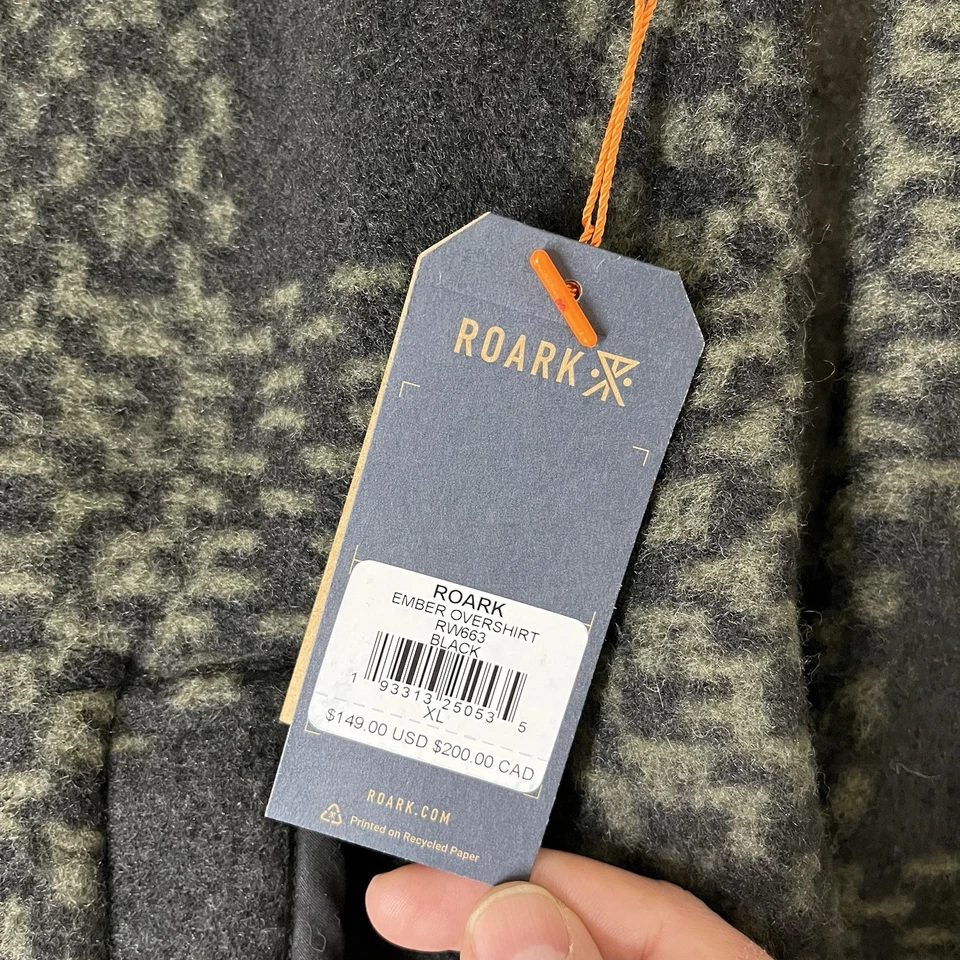 ROARK
ROARK
EMBER OVERSHIRT
RW663
BLACK
1 93313 25053 5
XL
$149.00 USD $200.00 CAD
ROARK.COM
Printed on Recycled Paper